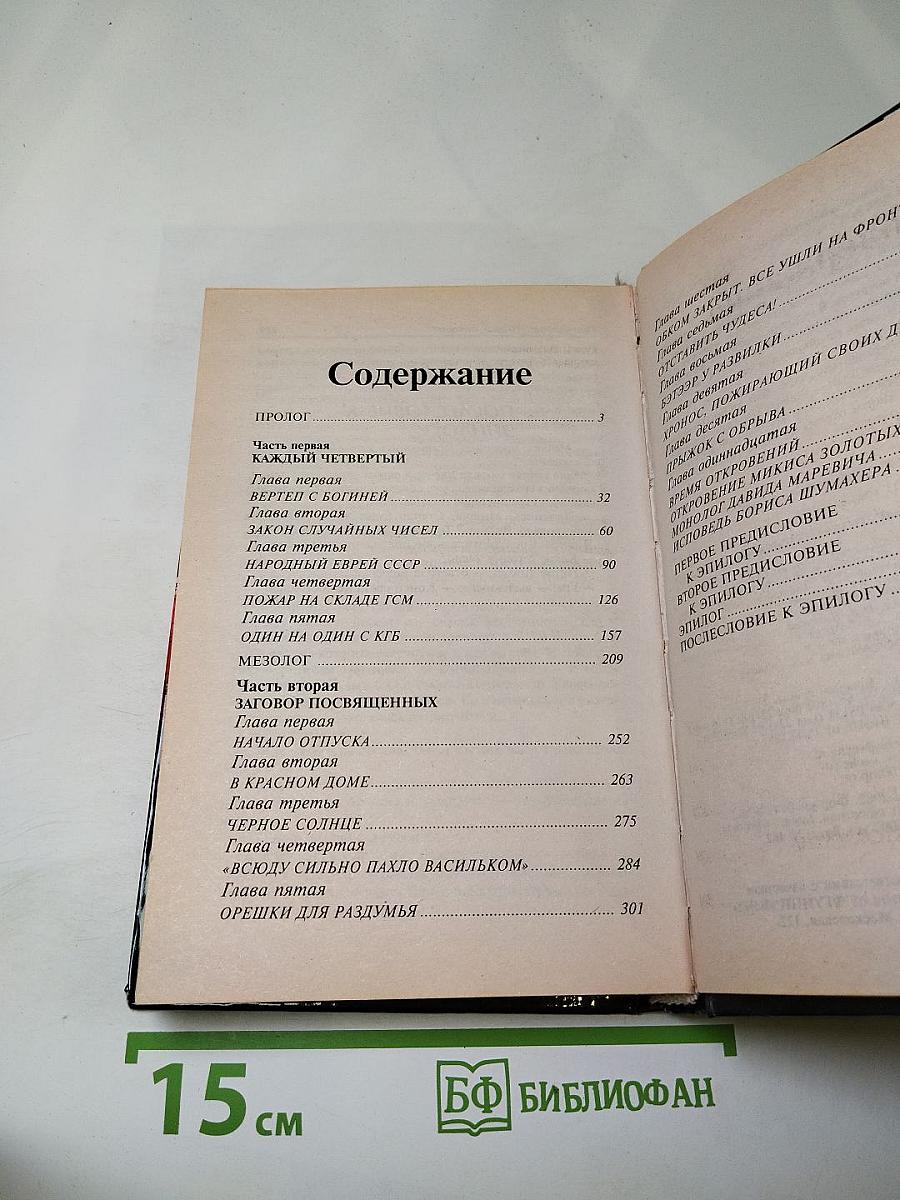 Содержание
ПРОЛОГ 3
Часть первая
КАЖДЫЙ ЧЕТВЕРТЫЙ
Глава первая
ВЕРТЕП С БОГИНЕЙ 32
Глава вторая
ЗАКОН СЛУЧАЙНЫХ ЧИСЕЛ 60
Глава третья
НАРОДНЫЙ ЕВРЕЙ СССР 90
Глава четвертая
ПОЖАР НА СКЛАДЕ ГСМ 126
Глава пятая
ОДИН НА ОДИН С КГБ 157
МЕЗОЛОГ 209
Часть вторая
ЗАГОВОР ПОСВЯЩЕННЫХ
Глава первая
НАЧАЛО ОТПУСКА 252
Глава вторая
В КРАСНОМ ДОМЕ 263
Глава третья
ЧЕРНОЕ СОЛНЦЕ 275
Глава четвертая
«ВСЮДУ СИЛЬНО ПАХЛО ВАСИЛЬКОМ» 284
Глава пятая
ОРЕШКИ ДЛЯ РАЗДУМЬЯ 301
Глава шестая
ОБКОМ ЗАКРЫТ. ВСЕ УШЛИ НА ФРОНТ
Глава седьмая
ОТСТАВИТЬ ЧУДЕСА!
Глава восьмая
БЭТЭЭР У РАЗВИЛКИ
Глава девятая
ХРОНОС, ПОЖИРАЮЩИЙ СВОИХ
Глава десятая
ПРЫЖОК С ОБРЫВА
Глава одиннадцатая
ВРЕМЯ ОТКРОВЕНИЙ
ОТКРОВЕНИЕ МИКИСА ЗОЛОТЫХ
МОНОЛОГ ДАВИДА МАРЕВИЧА
ИСПОВЕДЬ БОРИСА ШУМАХЕРА
ПЕРВОЕ ПРЕДИСЛОВИЕ
К ЭПИЛОГУ
ВТОРОЕ ПРЕДИСЛОВИЕ
К ЭПИЛОГУ
ЭПИЛОГ
ПОСЛЕСЛОВИЕ К ЭПИЛОГУ
15 см
БФ БИБЛИОФАН